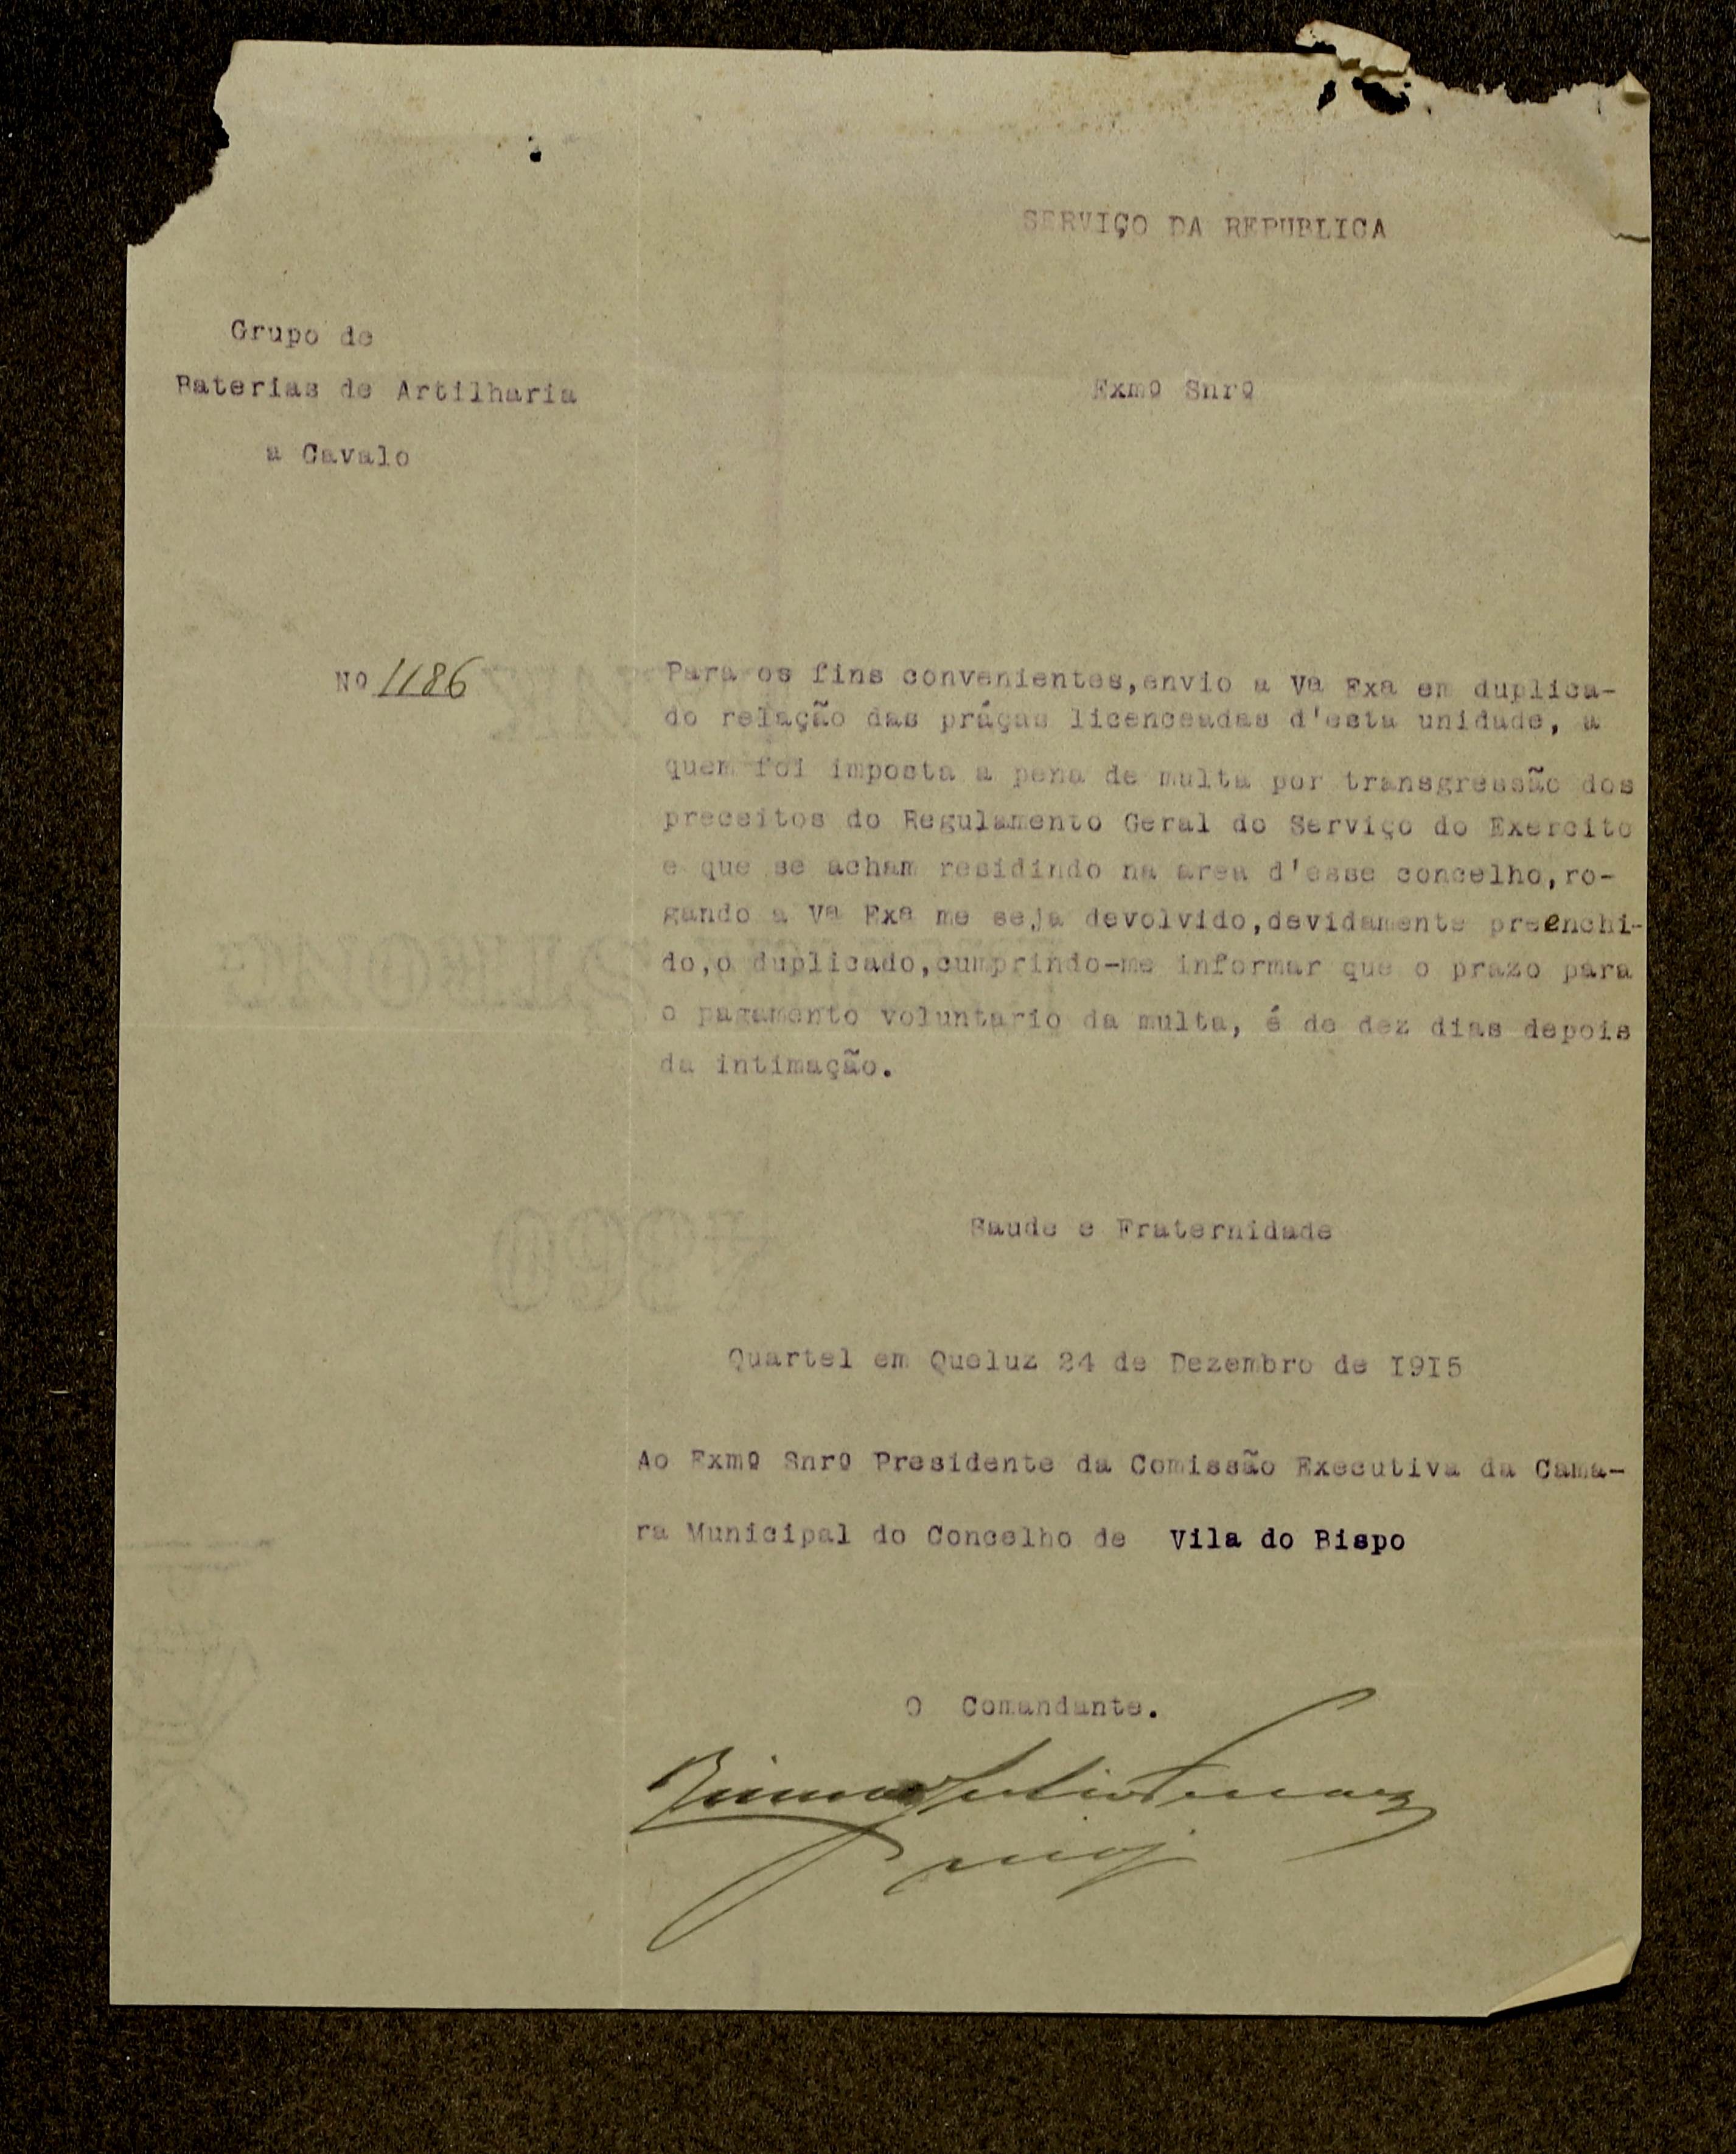 SERVIÇO DA REPUBLICA
Grupo de
Baterias de Artilharia
a Cavalo
Exmº Snrº
Nº 1186
Para os fins convenientes,envio a Vª Exª em duplica-
do relação das práças licenceadas d'esta unidade, a
quem foi imposta a pena de multa por transgressão dos
preceitos do Regulamento Geral do Serviço do Exercito
e que se acham residindo na area d'esse concelho,ro-
gando a Vª Exª me seja devolvido,devidamente preenchi-
do,o duplicado,cumprindo-me informar que o prazo para
o pagamento voluntario da multa, é de dez dias depois
da intimação.
Saude e Fraternidade
Quartel em Queluz 24 de Dezembro de I9I5
Ao Exmº Snrº Presidente da Comissão Executiva da Cama-
ra Municipal do Concelho de Vila do Bispo
O Comandante.